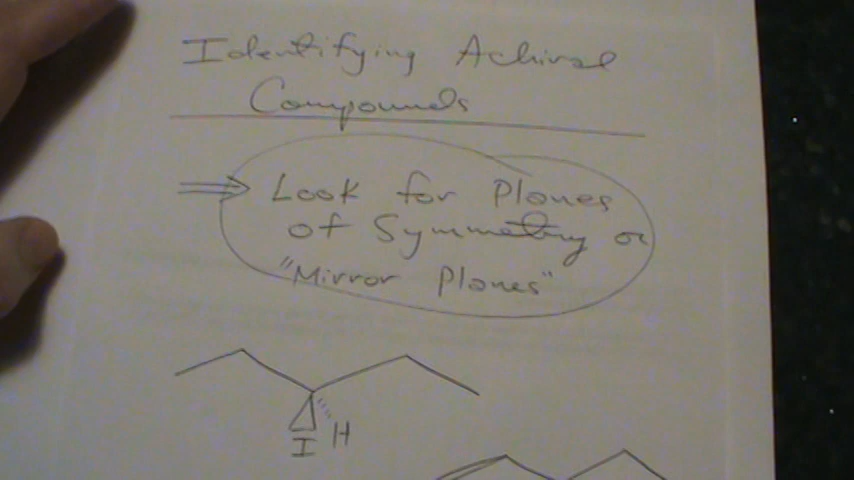 Identifying Achiral
Compounds
⇒ Look for Planes
of Symmetry or
"Mirror Planes"
I H